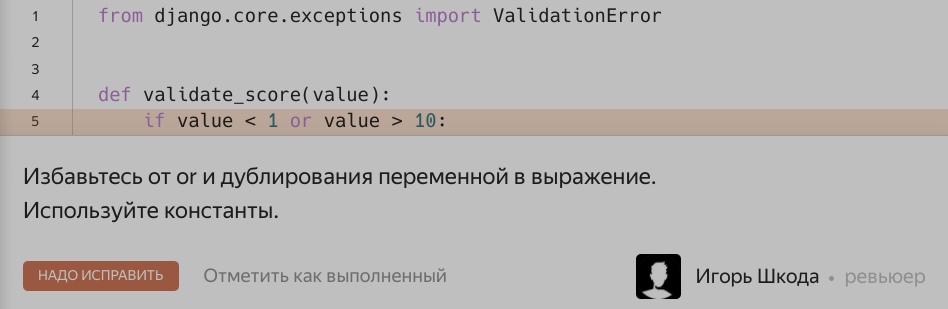 1 from django.core.exceptions import ValidationError
2
3
4 def validate_score(value):
5     if value < 1 or value > 10:
Избавьтесь от or и дублирования переменной в выражение.
Используйте константы.
НАДО ИСПРАВИТЬ Отметить как выполненный Игорь Шкода • ревьюер